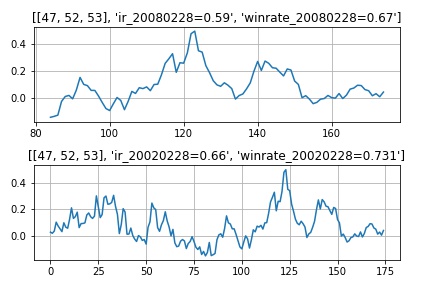 [[47, 52, 53], 'ir_20080228=0.59', 'winrate_20080228=0.67']
0.4
0.2
0.0
80 100 120 140 160
[[47, 52, 53], 'ir_20020228=0.66', 'winrate_20020228=0.731']
0.4
0.2
0.0
0 25 50 75 100 125 150 175